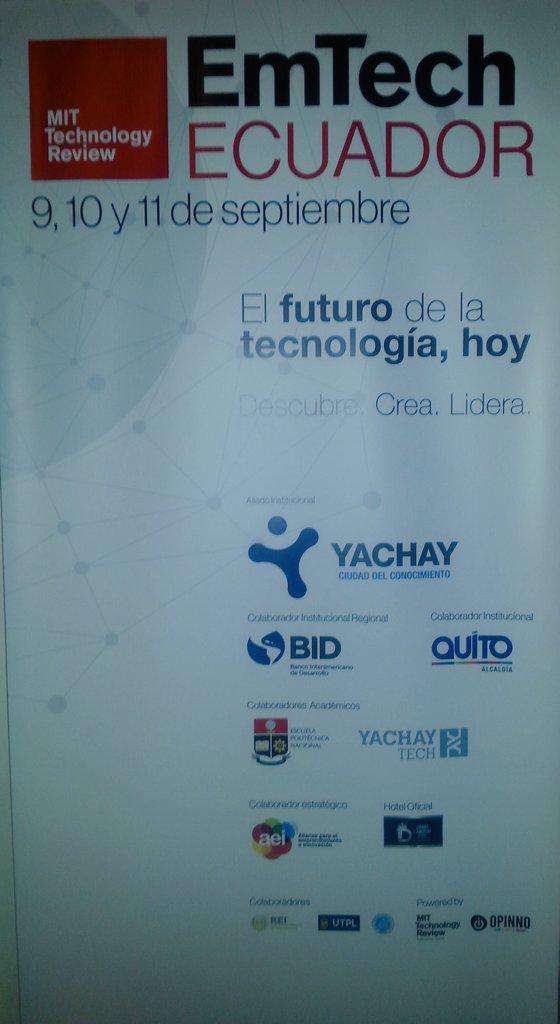 MIT
Technology
Review
EmTech
ECUADOR
9, 10 y 11 de septiembre
El futuro de la
tecnología, hoy
Descubre. Crea. Lidera.
Aliado Institucional
YACHAY
CIUDAD DEL CONOCIMIENTO
Colaborador Institucional Regional
Colaborador Institucional
BID
Banco Interamericano
de Desarrollo
QUITO
ALCALDÍA
Colaboradores Académicos
ESCUELA
POLITÉCNICA
NACIONAL
YACHAY
TECH
Colaborador estratégico
Hotel Oficial
aei
Alianza para el
emprendimiento
e innovación
Colaboradores
Powered by
REI
UTPL
MIT
Technology
Review
OPINNO